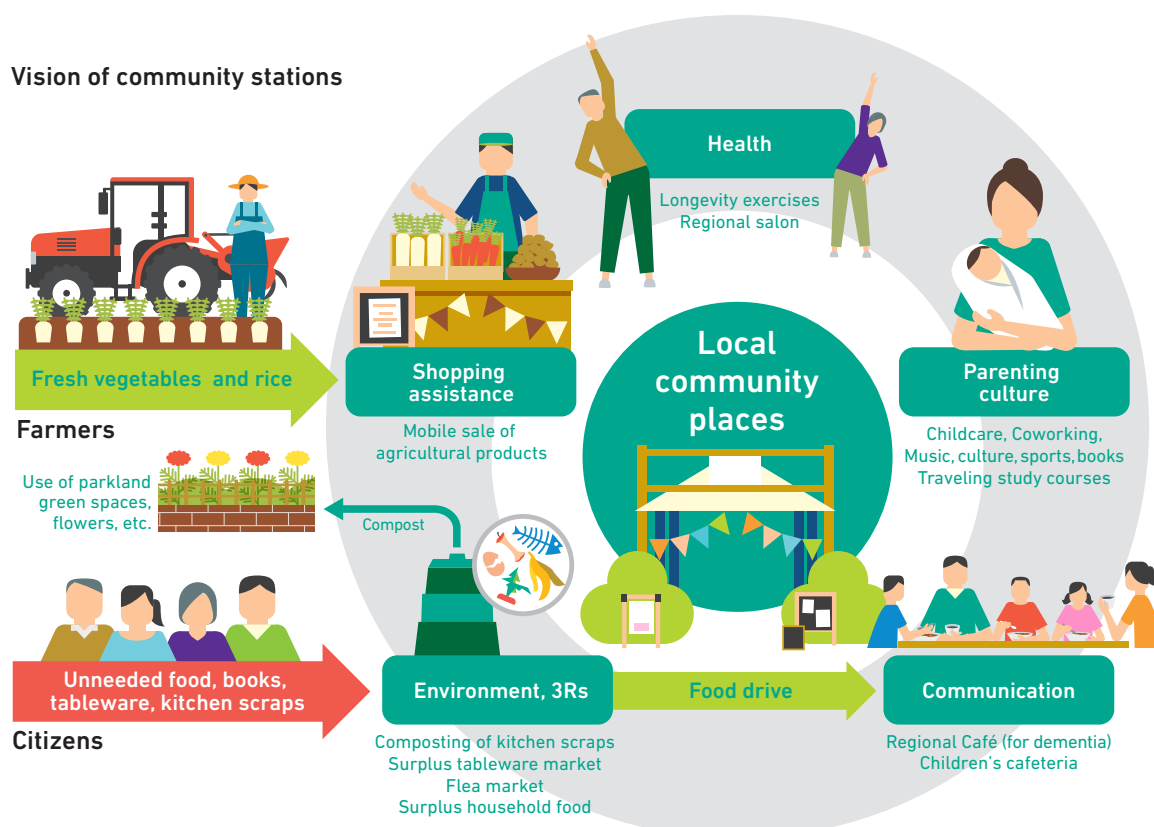 Vision of community stations
Health
Longevity exercises
Regional salon
Fresh vegetables and rice
Farmers
Shopping
assistance
Mobile sale of
agricultural products
Local
community
places
Parenting
culture
Childcare, Coworking,
Music, culture, sports, books
Traveling study courses
Use of parkland
green spaces,
flowers, etc.
Compost
Unneeded food, books,
tableware, kitchen scraps
Citizens
Environment, 3Rs
Composting of kitchen scraps
Surplus tableware market
Flea market
Surplus household food
Food drive
Communication
Regional Café (for dementia)
Children's cafeteria